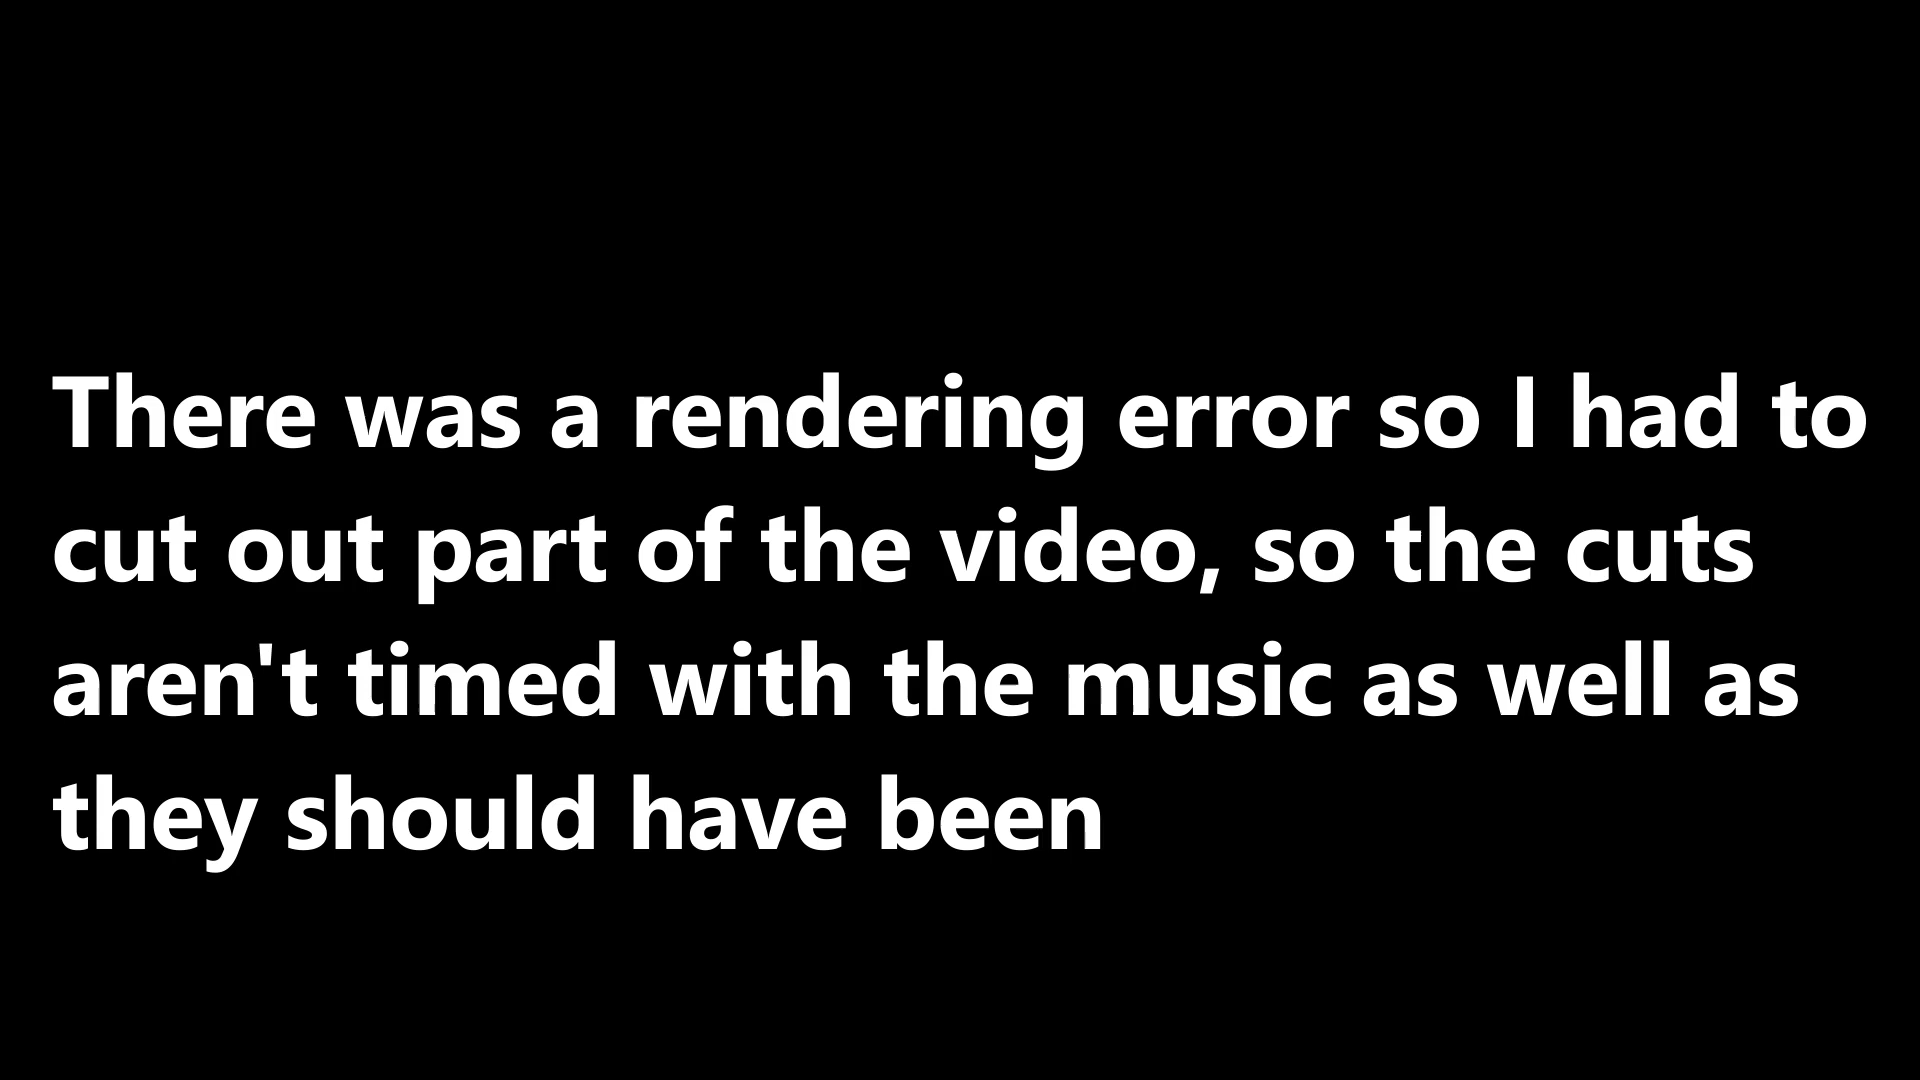 There was a rendering error so I had to
cut out part of the video, so the cuts
aren't timed with the music as well as
they should have been